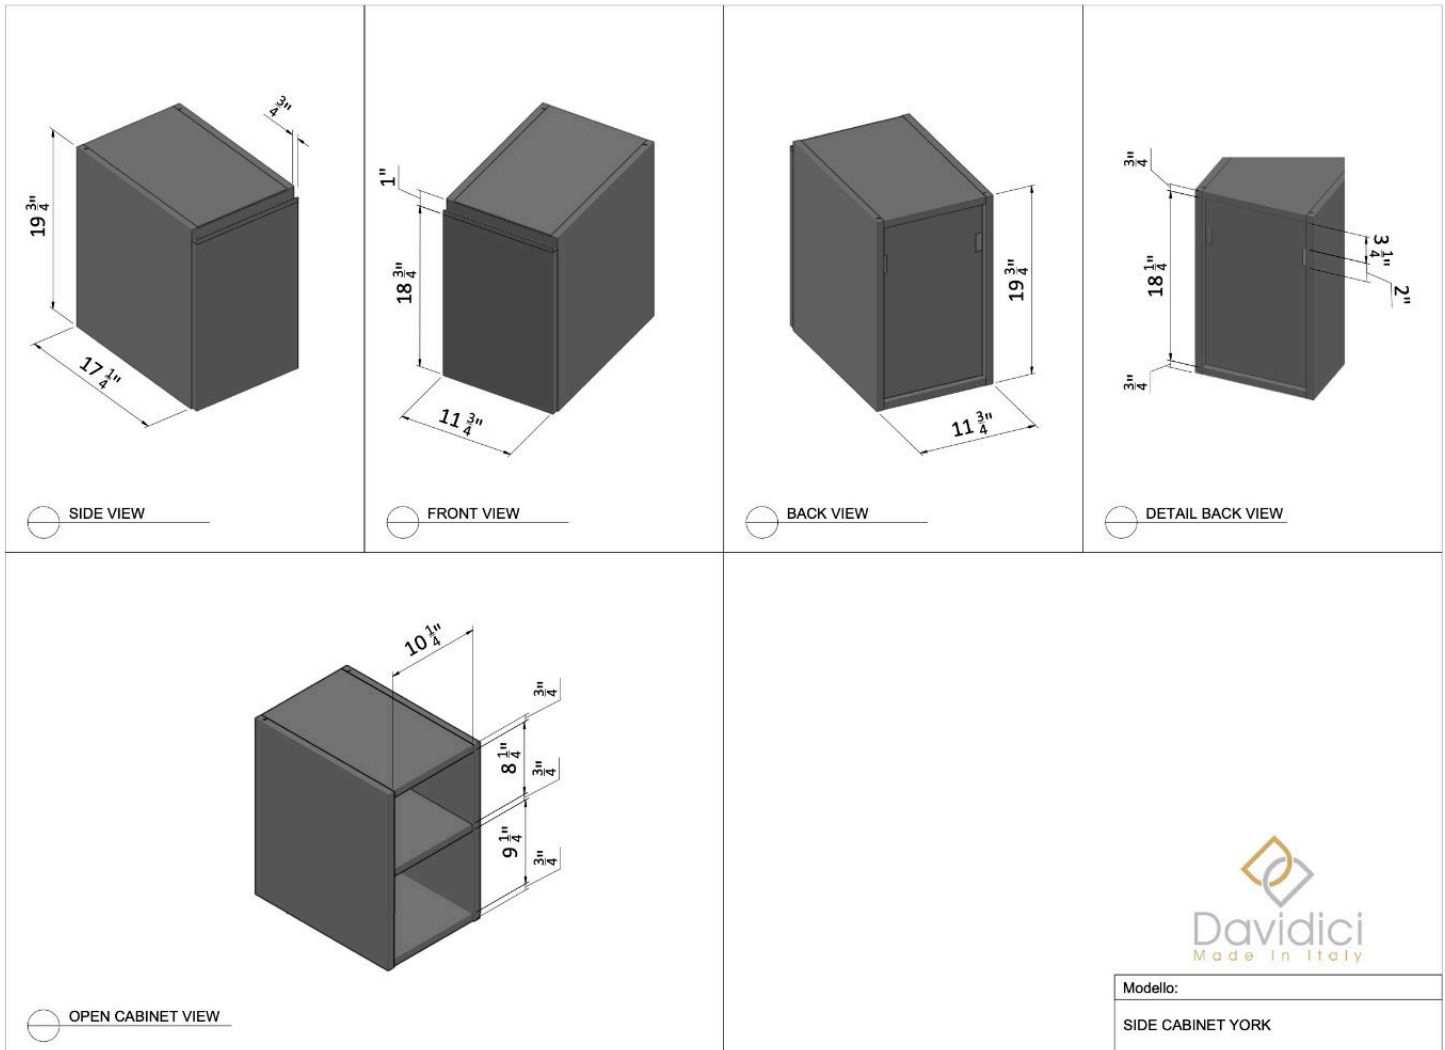 19 3/4"
17 1/4"
3/4"
SIDE VIEW
1"
18 3/4"
11 3/4"
FRONT VIEW
19 3/4"
11 3/4"
BACK VIEW
3/4"
18 1/4"
3/4"
3 1/4"
2"
DETAIL BACK VIEW
10 1/4"
3/4"
8 1/4"
3/4"
9 1/4"
3/4"
OPEN CABINET VIEW
Davidici
Made In Italy
Modello:
SIDE CABINET YORK